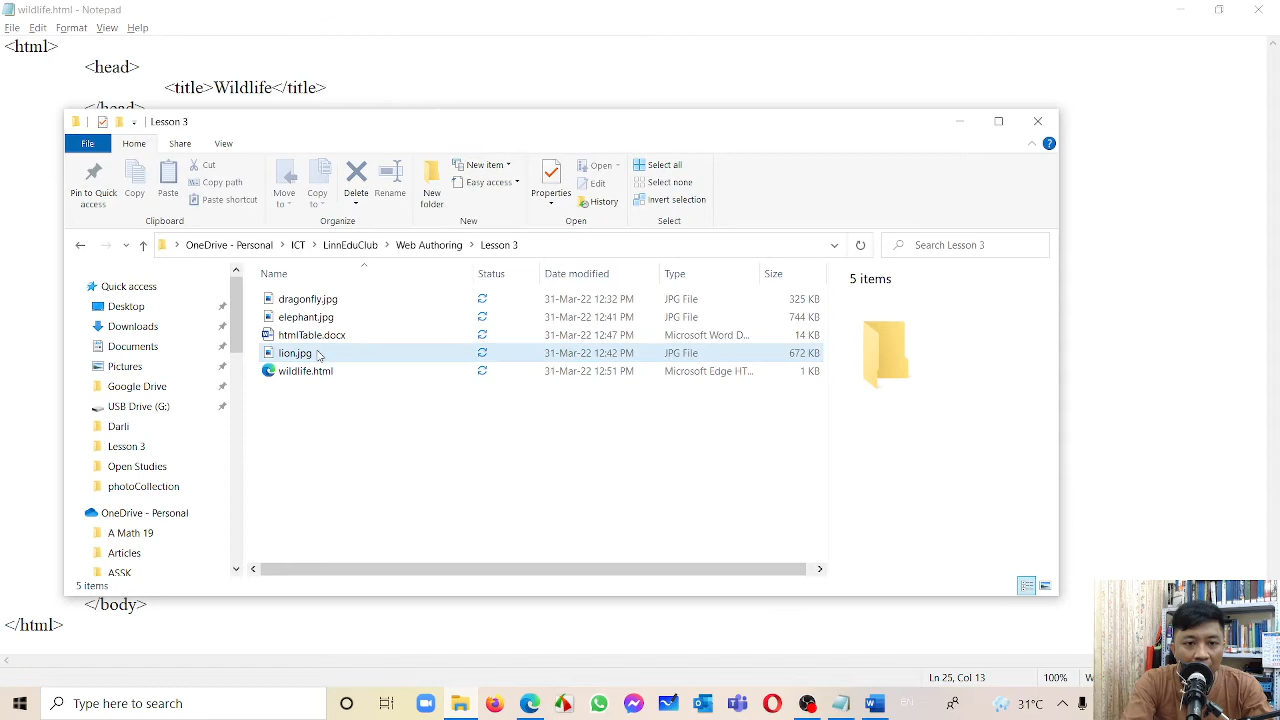 wildlife.html - Notepad
File Edit Format View Help
<html>
<head>
<title>Wildlife</title>
</head>
Lesson 3
File Home Share View
Pin to Quick access
Copy
Paste
Cut
Copy path
Paste shortcut
Clipboard
Move to
Copy to
Delete
Rename
Organize
New folder
New item
Easy access
New
Properties
Open
Edit
History
Open
Select all
Select none
Invert selection
Select
OneDrive - Personal > ICT > LinnEduClub > Web Authoring > Lesson 3
Search Lesson 3
Name Status Date modified Type Size
dragonfly.jpg 31-Mar-22 12:32 PM JPG File 325 KB
elephant.jpg 31-Mar-22 12:41 PM JPG File 744 KB
htmlTable.docx 31-Mar-22 12:47 PM Microsoft Word D... 14 KB
lion.jpg 31-Mar-22 12:42 PM JPG File 672 KB
wildlife.html 31-Mar-22 12:51 PM Microsoft Edge HT... 1 KB
5 items
Quick access
Desktop
Downloads
Documents
Pictures
Google Drive
USB Drive (G:)
Darli
Lesson 3
Open Studies
photoCollection
OneDrive - Personal
A Math 19
Articles
ASSK
5 items
</body>
</html>
Ln 25, Col 13 100%
Type here to search
EN
31°C